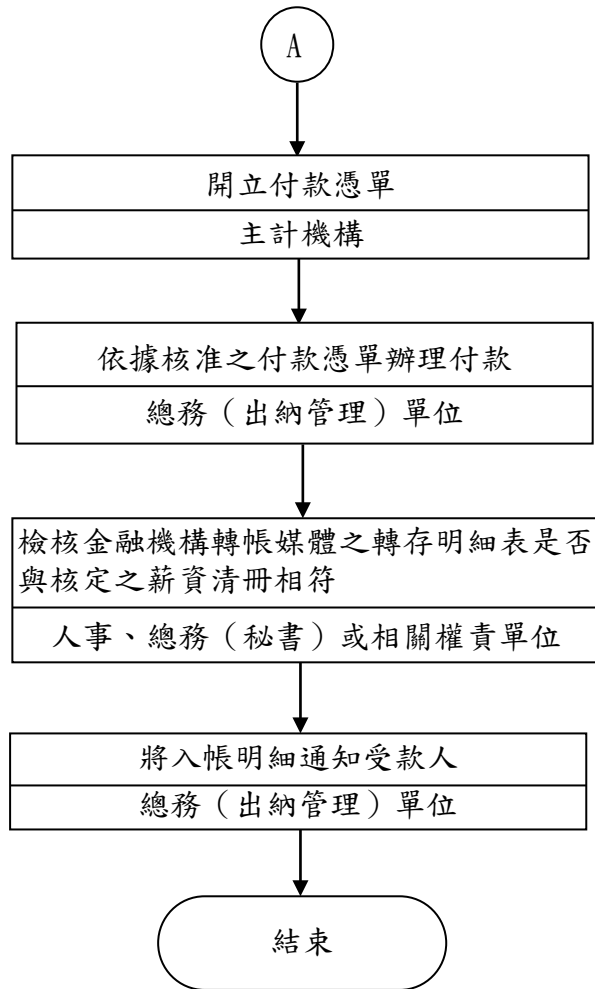 A
開立付款憑單
主計機構
依據核准之付款憑單辦理付款
總務（出納管理）單位
檢核金融機構轉帳媒體之轉存明細表是否
與核定之薪資清冊相符
人事、總務（秘書）或相關權責單位
將入帳明細通知受款人
總務（出納管理）單位
結束